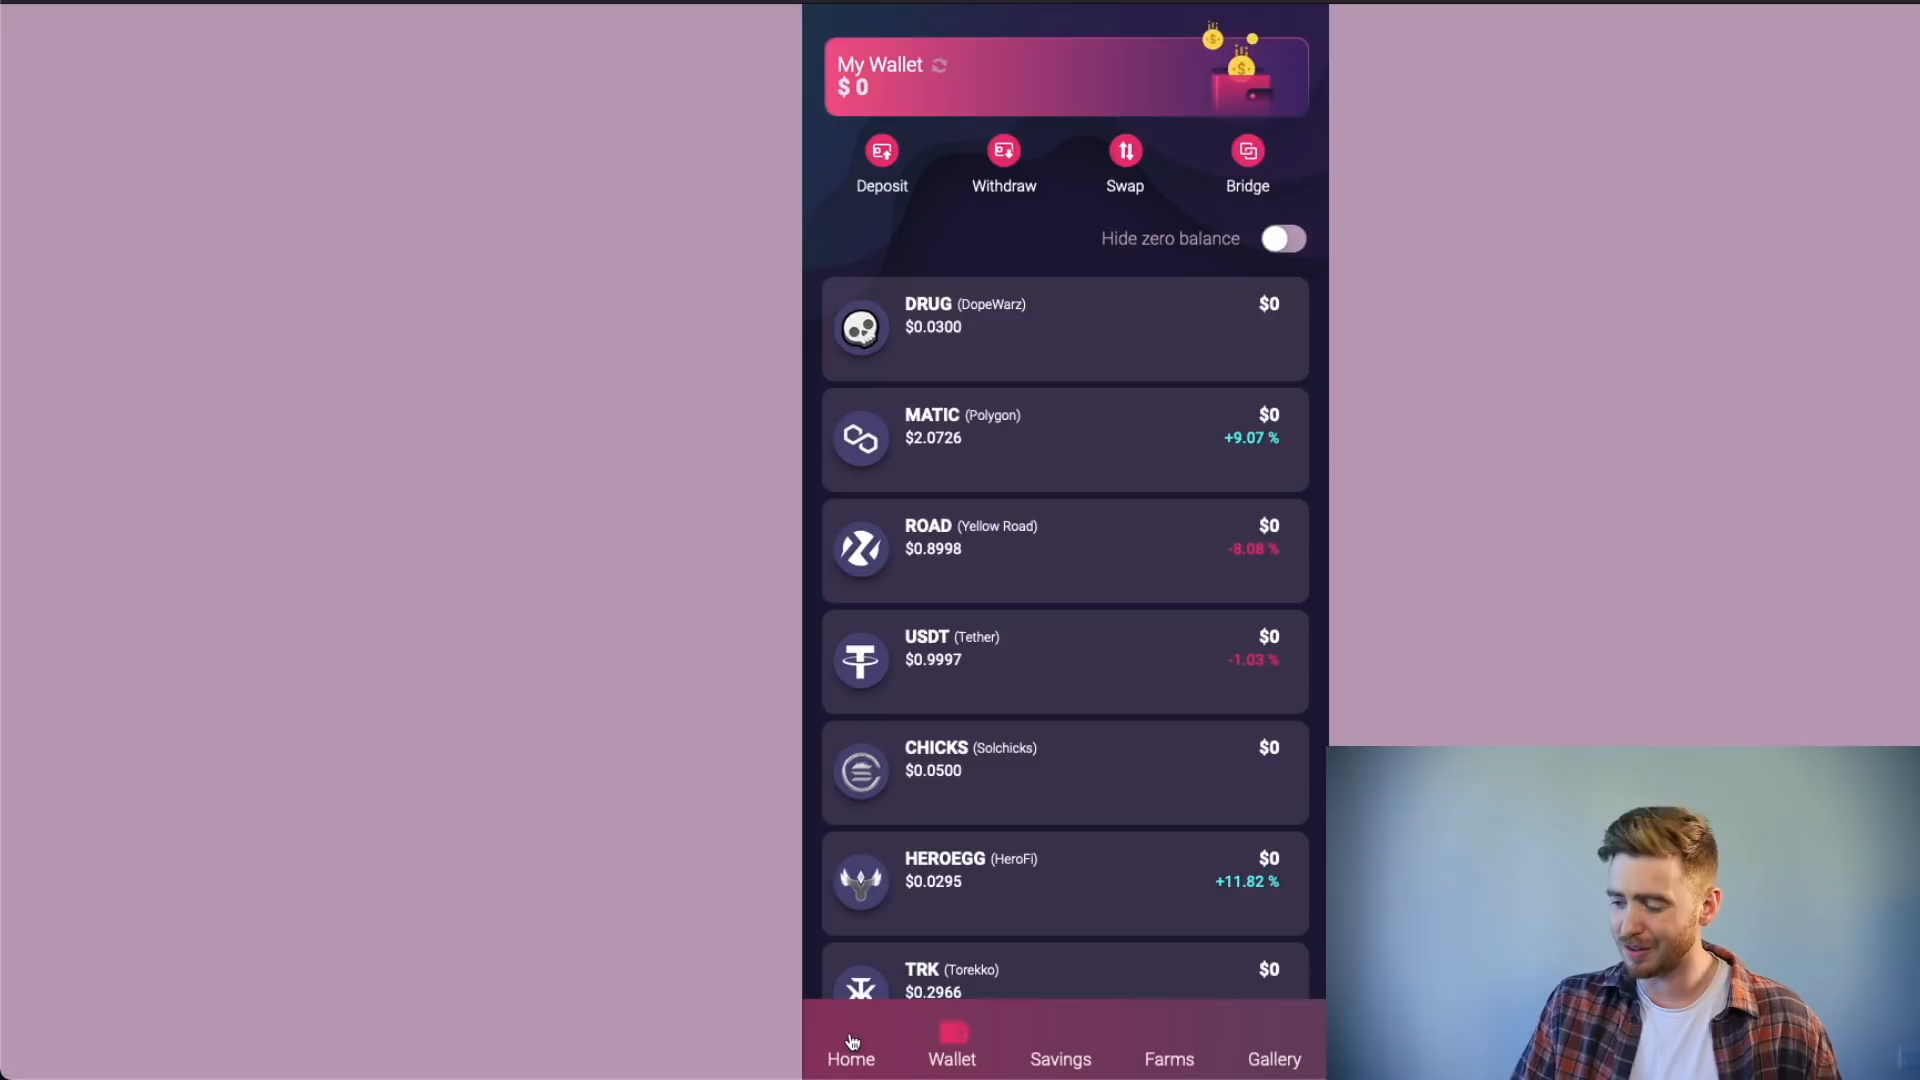 My Wallet
$ 0
Deposit Withdraw Swap Bridge
Hide zero balance
DRUG (DopeWarz) $0
$0.0300
MATIC (Polygon) $0
$2.0726 +9.07 %
ROAD (Yellow Road) $0
$0.8998 -8.08 %
USDT (Tether) $0
$0.9997 -1.03 %
CHICKS (Solchicks) $0
$0.0500
HEROEGG (HeroFi) $0
$0.0295 +11.82 %
TRK (Torekko) $0
$0.2966
Home Wallet Savings Farms Gallery